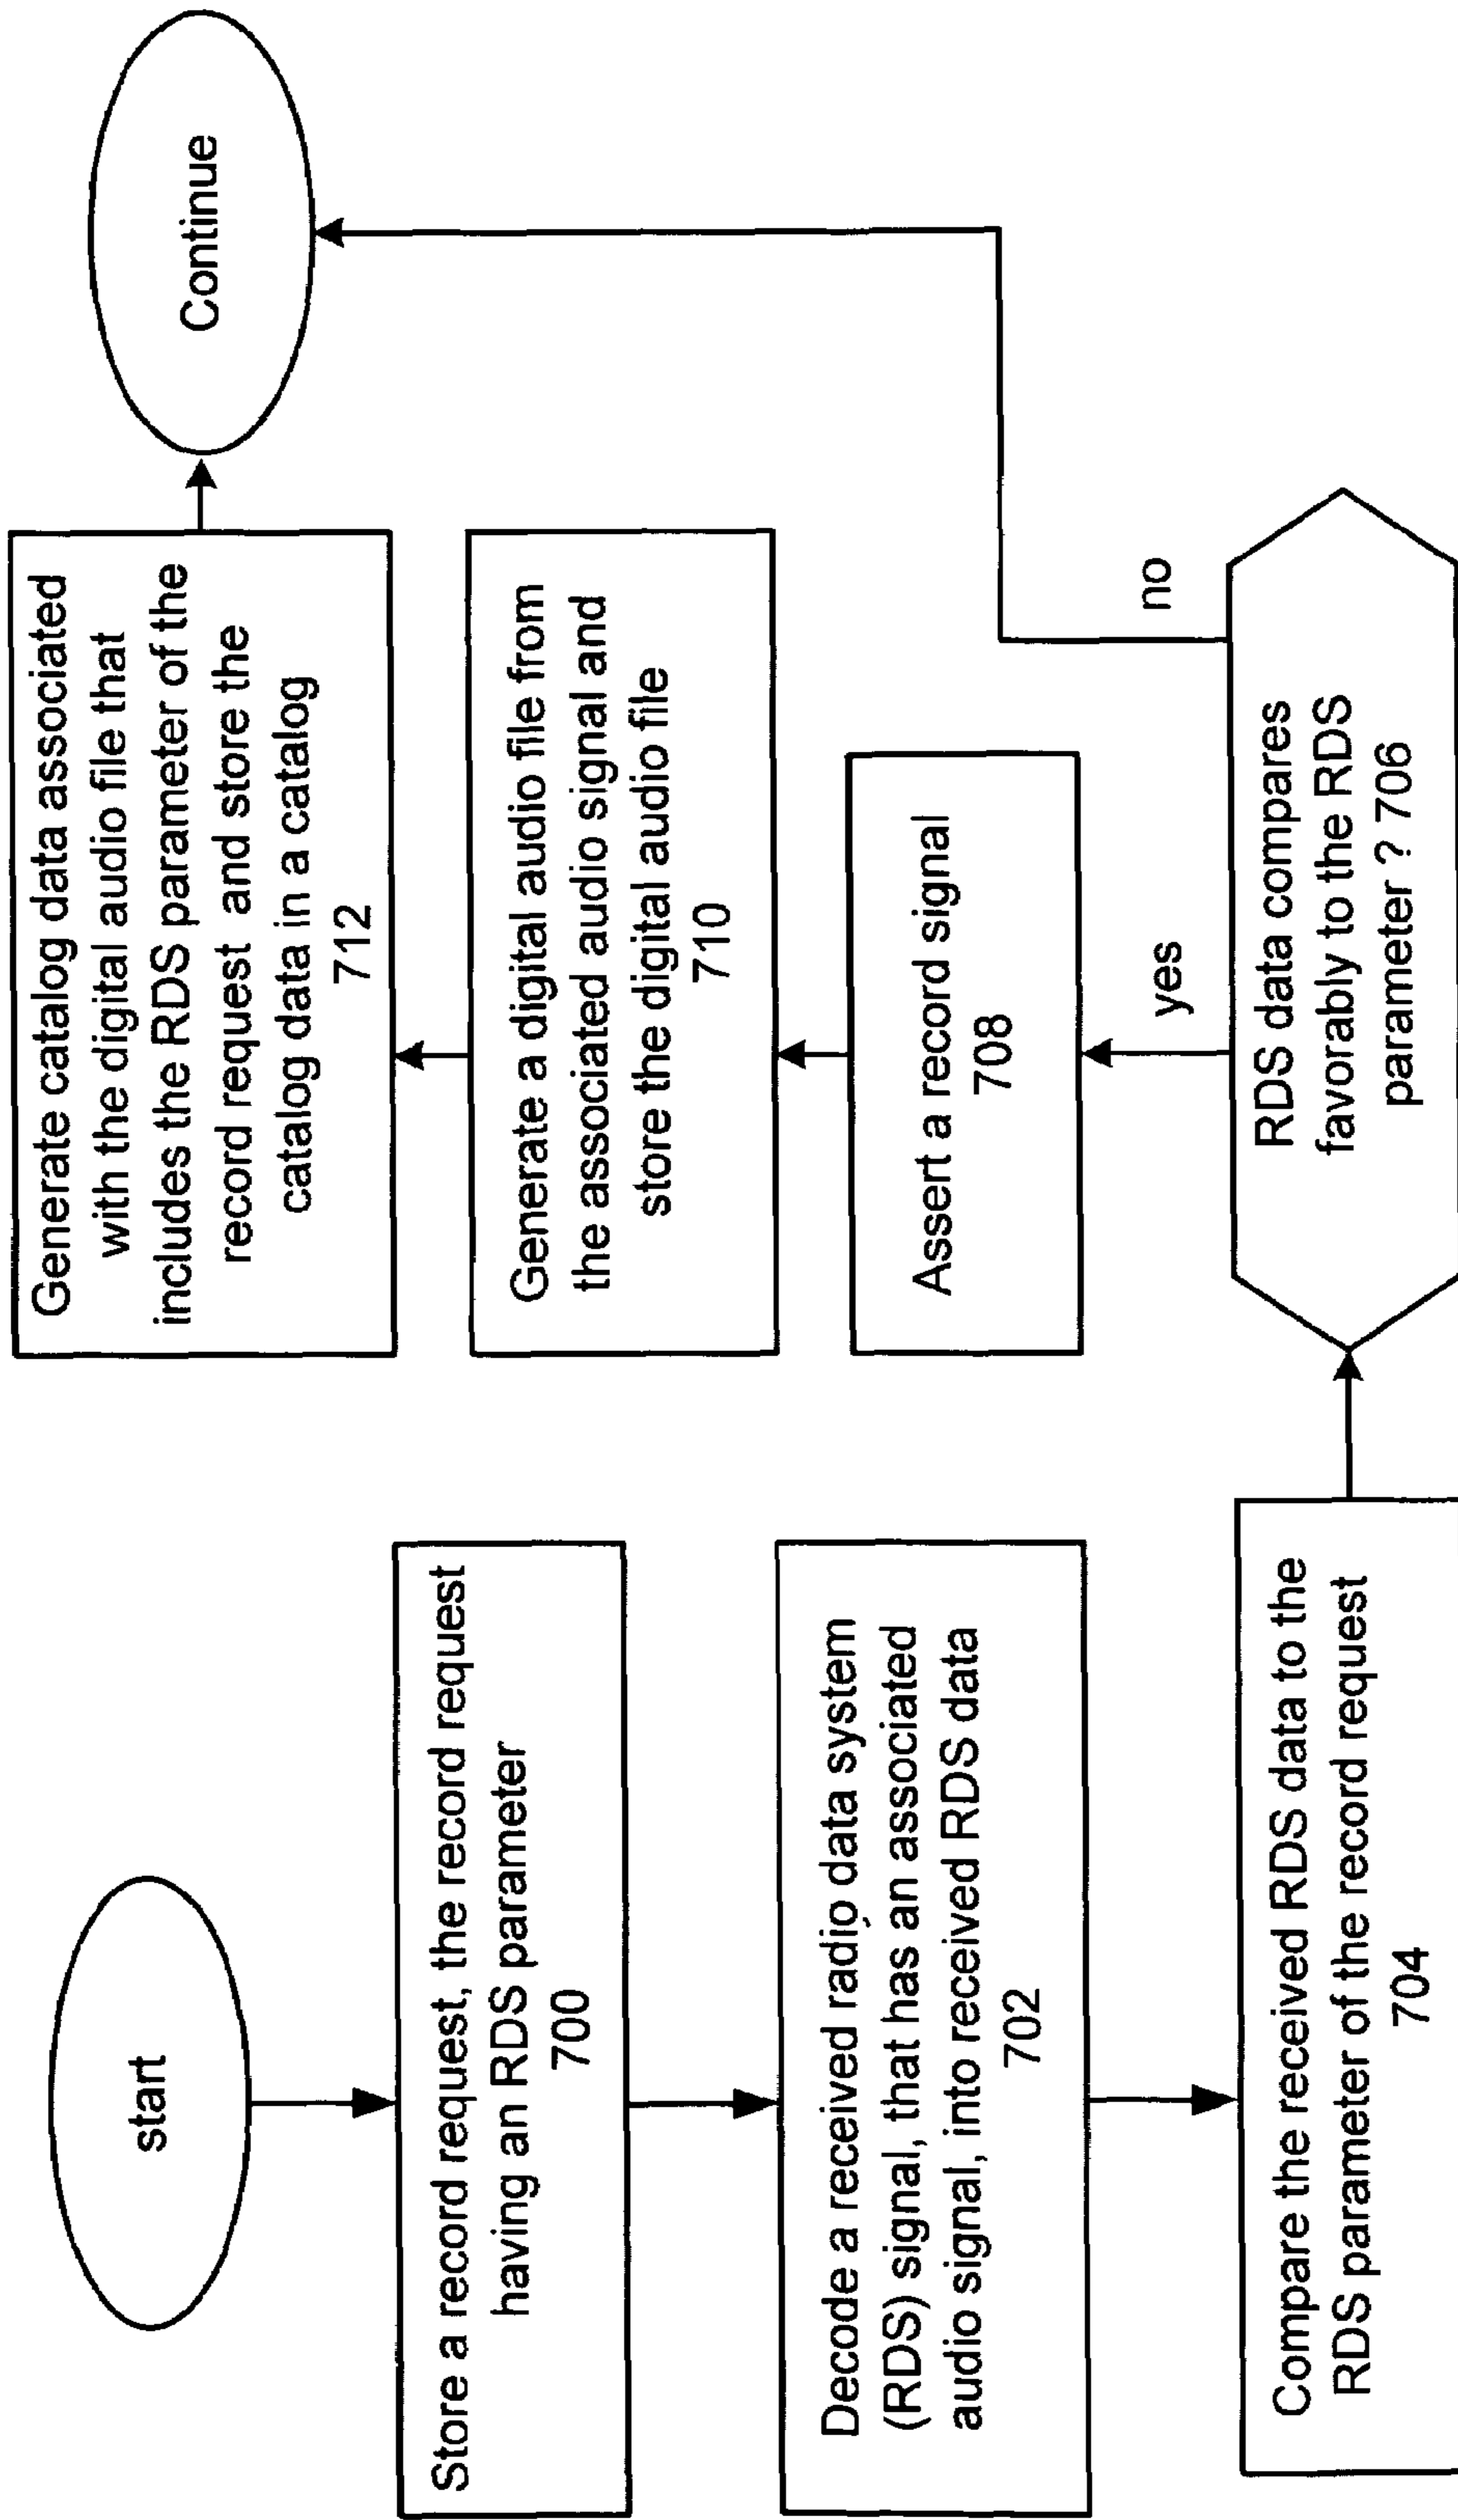 start
Store a record request, the record request
having an RDS parameter
700
Decode a received radio data system
(RDS) signal, that has an associated
audio signal, into received RDS data
702
Compare the received RDS data to the
RDS parameter of the record request
704
RDS data compares
favorably to the RDS
parameter ? 706
yes
no
Assert a record signal
708
Generate a digital audio file from
the associated audio signal and
store the digital audio file
710
Generate catalog data associated
with the digital audio file that
includes the RDS parameter of the
record request and store the
catalog data in a catalog
712
Continue